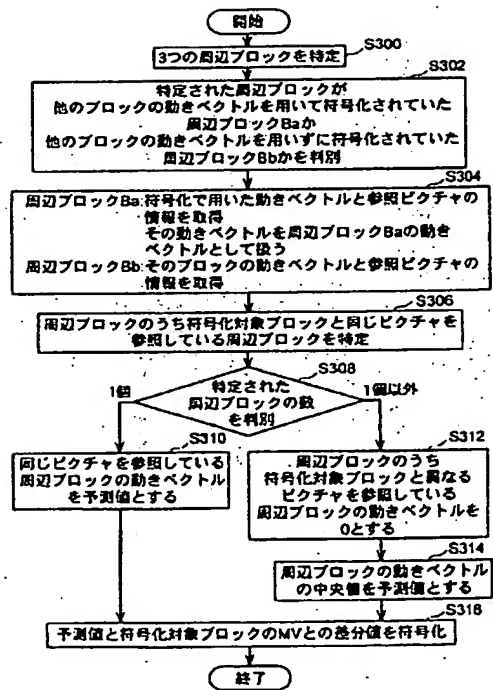 開始
S300
3つの周辺ブロックを特定
S302
特定された周辺ブロックが
他のブロックの動きベクトルを用いて符号化されていた
周辺ブロックBaか
他のブロックの動きベクトルを用いずに符号化されていた
周辺ブロックBbかを判別
S304
周辺ブロックBa:符号化で用いた動きベクトルと参照ピクチャの
情報を取得
その動きベクトルを周辺ブロックBaの動き
ベクトルとして扱う
周辺ブロックBb:そのブロックの動きベクトルと参照ピクチャの
情報を取得
S306
周辺ブロックのうち符号化対象ブロックと同じピクチャを
参照している周辺ブロックを特定
S308
特定された
周辺ブロックの数
を判別
1個
1個以外
S310
同じピクチャを参照している
周辺ブロックの動きベクトル
を予測値とする
S312
周辺ブロックのうち
符号化対象ブロックと異なる
ピクチャを参照している
周辺ブロックの動きベクトルを
0とする
S314
周辺ブロックの動きベクトル
の中央値を予測値とする
S316
予測値と符号化対象ブロックのMVとの差分値を符号化
終了